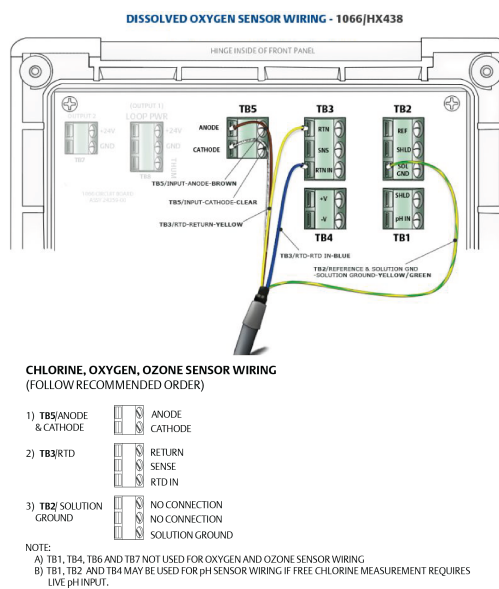 DISSOLVED OXYGEN SENSOR WIRING - 1066/HX438
HINGE INSIDE OF FRONT PANEL
(OUTPUT 1)
LOOP PWR
+24V
GND
TB6
+24V
GND
TB7
TB5
ANODE
CATHODE
TB3
RTN
SNS
RTN IN
TB2
REF
SHLD
SOL
GND
+V
-V
TB4
SHLD
pH IN
TB1
TB5/INPUT-ANODE-BROWN
TB5/INPUT-CATHODE-CLEAR
TB3/RTD-RETURN-YELLOW
TB3/RTD-RTD IN-BLUE
TB2/REFERENCE & SOLUTION GND
-SOLUTION GROUND-YELLOW/GREEN
CHLORINE, OXYGEN, OZONE SENSOR WIRING
(FOLLOW RECOMMENDED ORDER)
1) TB5/ANODE
& CATHODE
ANODE
CATHODE
2) TB3/RTD
RETURN
SENSE
RTD IN
3) TB2/ SOLUTION
GROUND
NO CONNECTION
NO CONNECTION
SOLUTION GROUND
NOTE:
A) TB1, TB4, TB6 AND TB7 NOT USED FOR OXYGEN AND OZONE SENSOR WIRING
B) TB1, TB2 AND TB4 MAY BE USED FOR pH SENSOR WIRING IF FREE CHLORINE MEASUREMENT REQUIRES
LIVE pH INPUT.